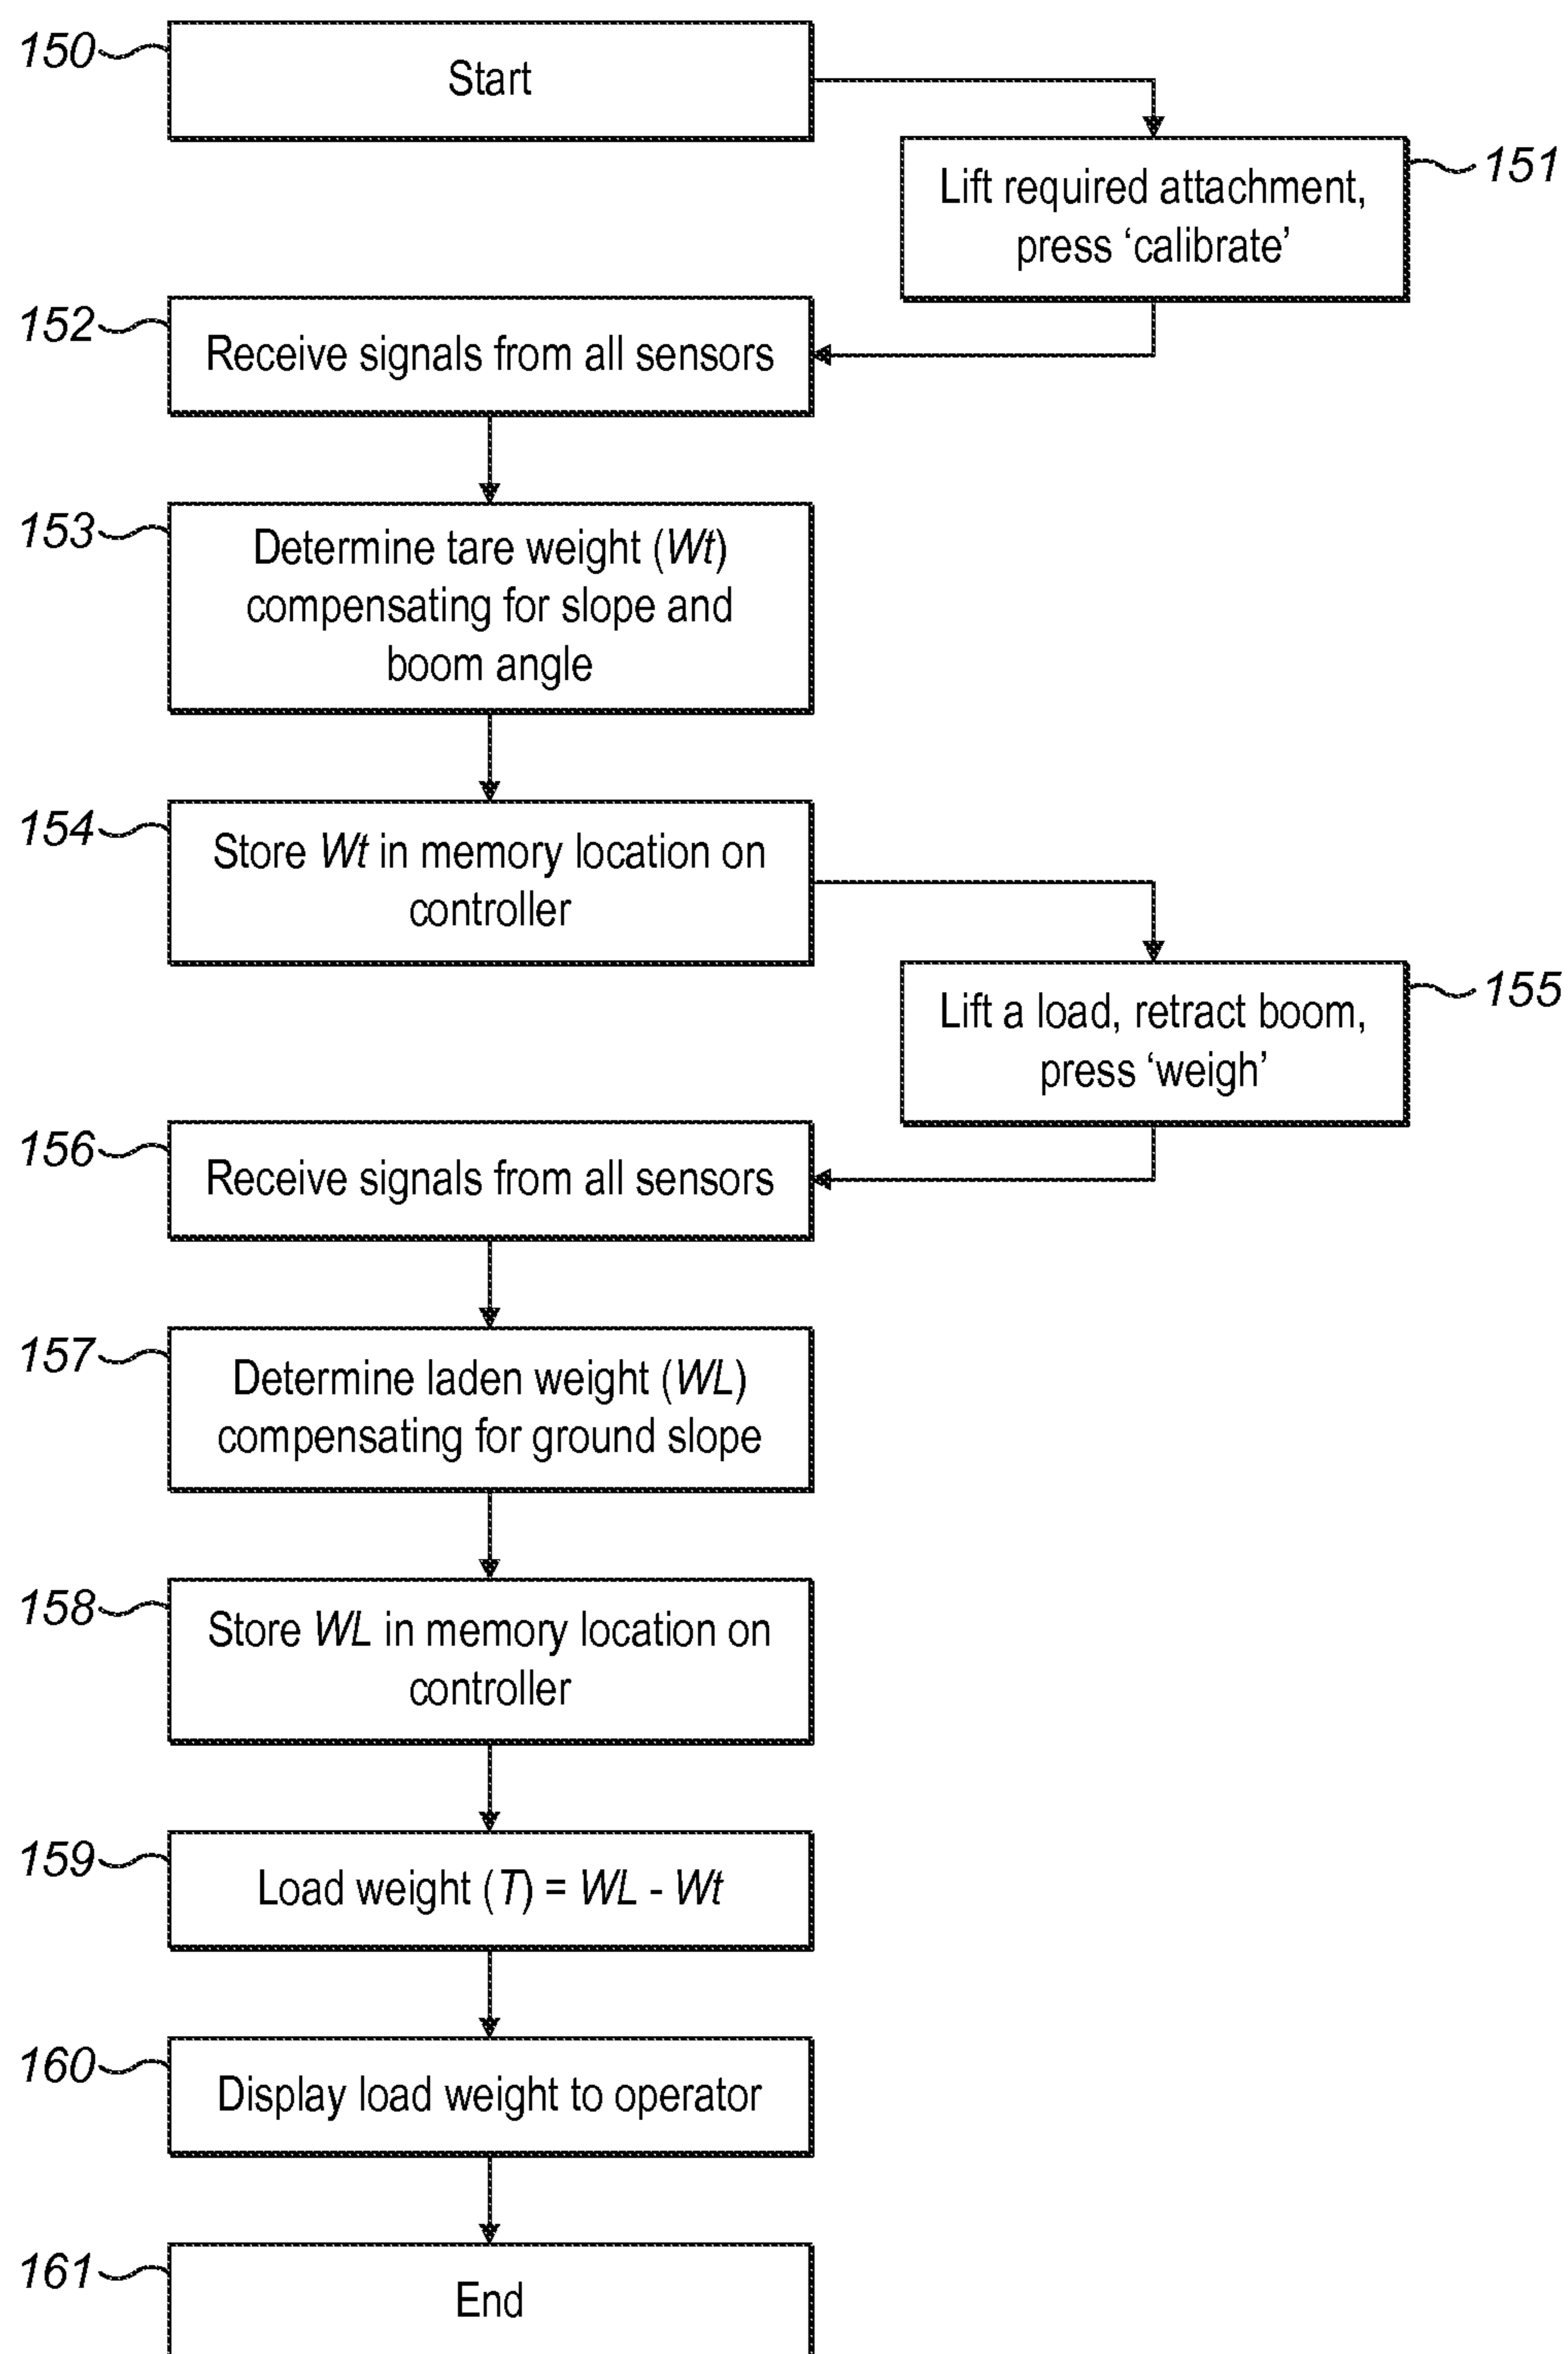 150
Start
151
Lift required attachment,
press ‘calibrate’
152
Receive signals from all sensors
153
Determine tare weight (Wt)
compensating for slope and
boom angle
154
Store Wt in memory location on
controller
155
Lift a load, retract boom,
press ‘weigh’
156
Receive signals from all sensors
157
Determine laden weight (WL)
compensating for ground slope
158
Store WL in memory location on
controller
159
Load weight (T) = WL - Wt
160
Display load weight to operator
161
End